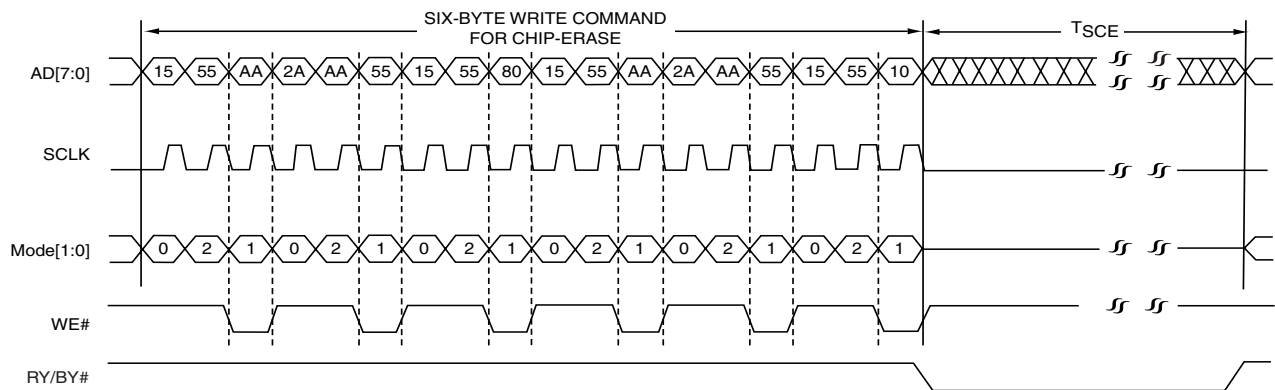 SIX-BYTE WRITE COMMAND
FOR CHIP-ERASE
TSCE
AD[7:0] 15 55 AA 2A AA 55 15 55 80 15 55 AA 2A AA 55 15 55 10
SCLK
Mode[1:0] 0 2 1 0 2 1 0 2 1 0 2 1 0 2 1 0 2 1
WE#
RY/BY#